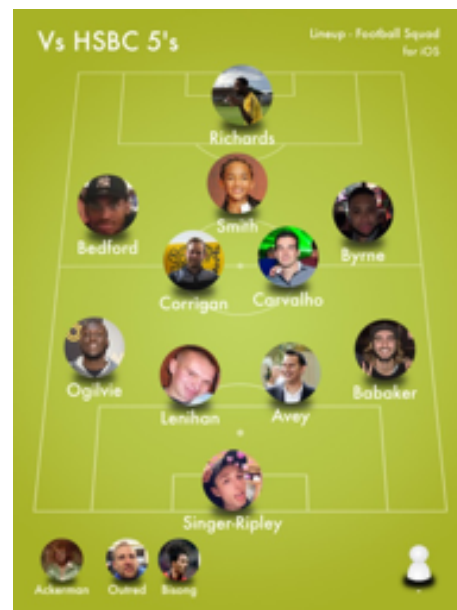 Vs HSBC 5's
Lineup - Football Squad
for iOS
Richards
Smith
Bedford
Byrne
Corrigan
Carvalho
Ogilvie
Babaker
Lenihan
Avey
Singer-Ripley
Ackerman
Outred
Bisong